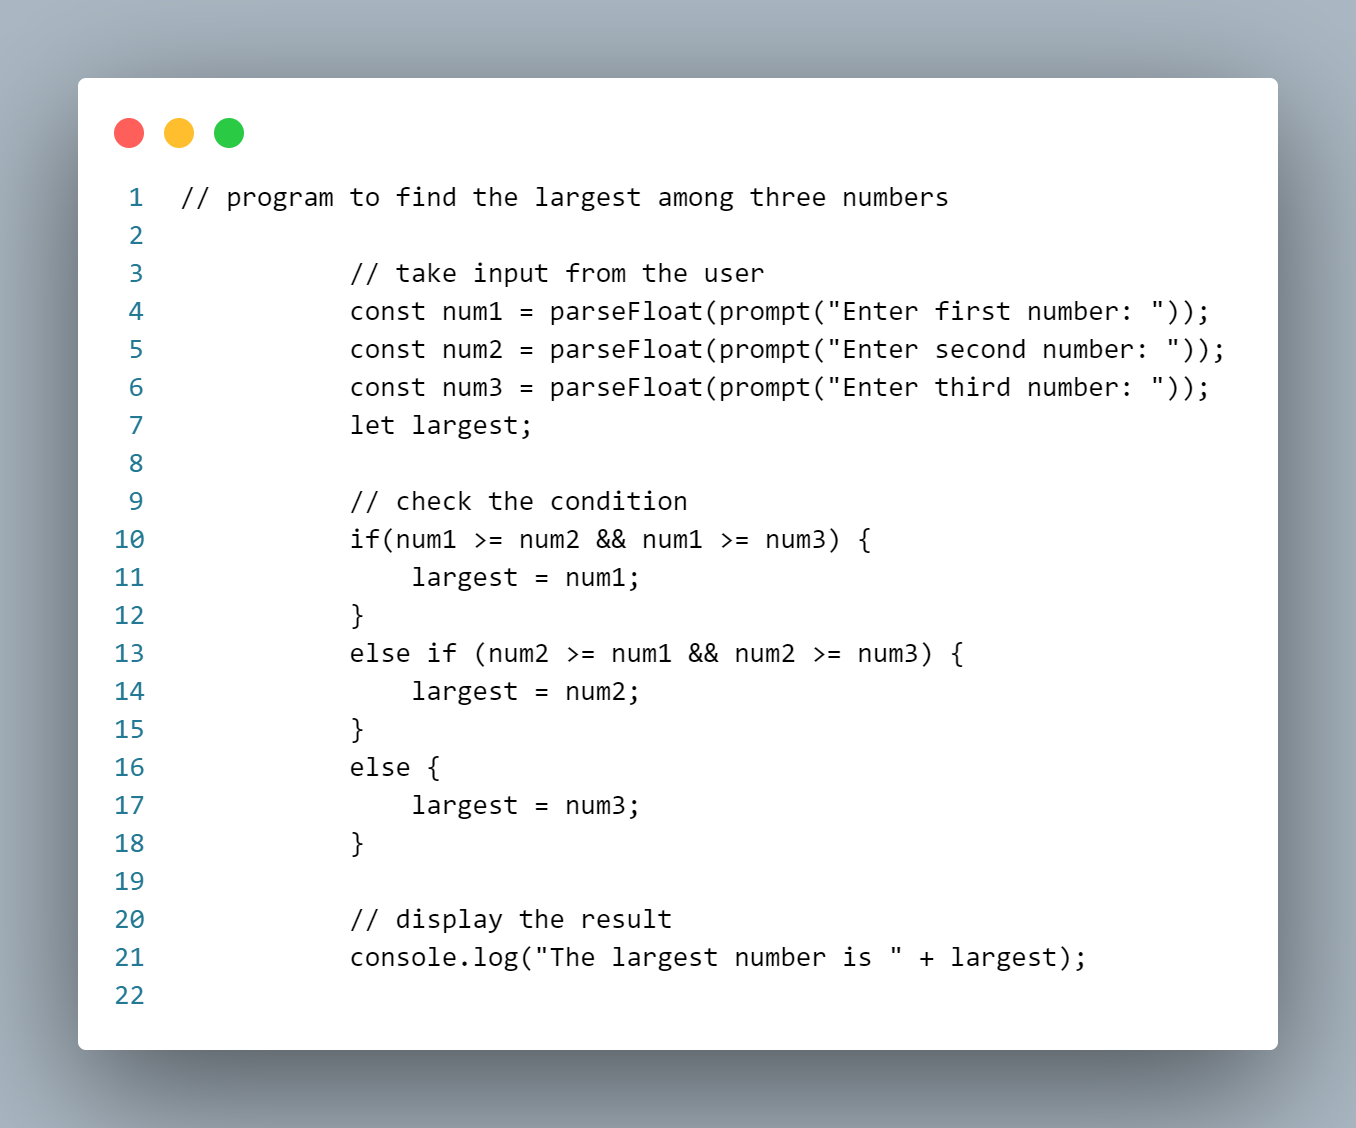 1 // program to find the largest among three numbers
2
3 // take input from the user
4 const num1 = parseFloat(prompt("Enter first number: "));
5 const num2 = parseFloat(prompt("Enter second number: "));
6 const num3 = parseFloat(prompt("Enter third number: "));
7 let largest;
8
9 // check the condition
10 if(num1 >= num2 && num1 >= num3) {
11     largest = num1;
12 }
13 else if (num2 >= num1 && num2 >= num3) {
14     largest = num2;
15 }
16 else {
17     largest = num3;
18 }
19
20 // display the result
21 console.log("The largest number is " + largest);
22